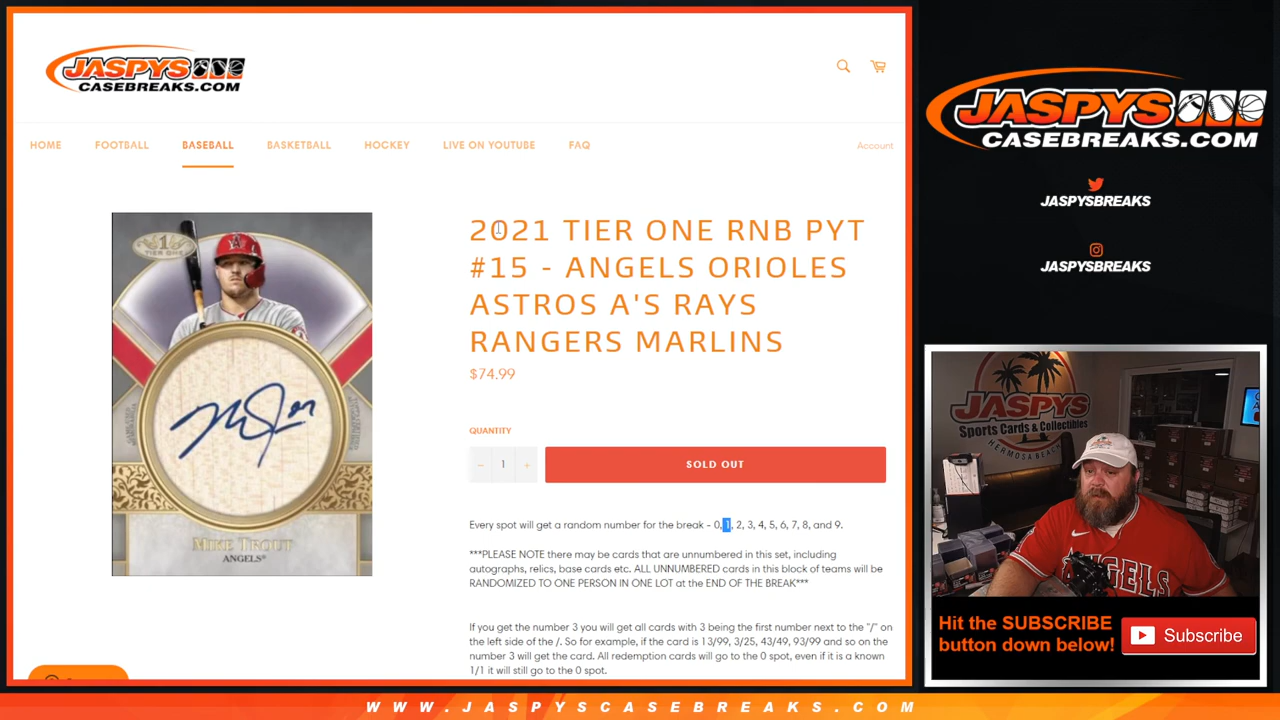 JASPYS
CASEBREAKS.COM
HOME FOOTBALL BASEBALL BASKETBALL HOCKEY LIVE ON YOUTUBE FAQ Account
1
TIER ONE
MIKE TROUT
ANGELS®
2021 TIER ONE RNB PYT
#15 - ANGELS ORIOLES
ASTROS A'S RAYS
RANGERS MARLINS
$74.99
QUANTITY
− 1 +
SOLD OUT
Every spot will get a random number for the break - 0, 1, 2, 3, 4, 5, 6, 7, 8, and 9.
***PLEASE NOTE there may be cards that are unnumbered in this set, including
autographs, relics, base cards etc. ALL UNNUMBERED cards in this block of teams will be
RANDOMIZED TO ONE PERSON IN ONE LOT at the END OF THE BREAK***
If you get the number 3 you will get all cards with 3 being the first number next to the "/" on
the left side of the /. So for example, if the card is 13/99, 3/25, 43/49, 93/99 and so on the
number 3 will get the card. All redemption cards will go to the 0 spot, even if it is a known
1/1 it will still go to the 0 spot.
JASPYS
CASEBREAKS.COM
JASPYSBREAKS
JASPYSBREAKS
JASPYS
Sports Cards & Collectibles
HERMOSA BEACH
ANGELS
Hit the SUBSCRIBE
button down below!
Subscribe
WWW.JASPYSCASEBREAKS.COM